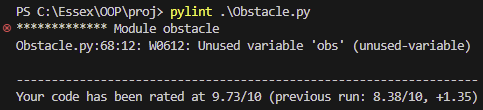 PS C:\Essex\OOP\proj> pylint .\Obstacle.py
************* Module obstacle
Obstacle.py:68:12: W0612: Unused variable 'obs' (unused-variable)
------------------------------------------------------------------
Your code has been rated at 9.73/10 (previous run: 8.38/10, +1.35)